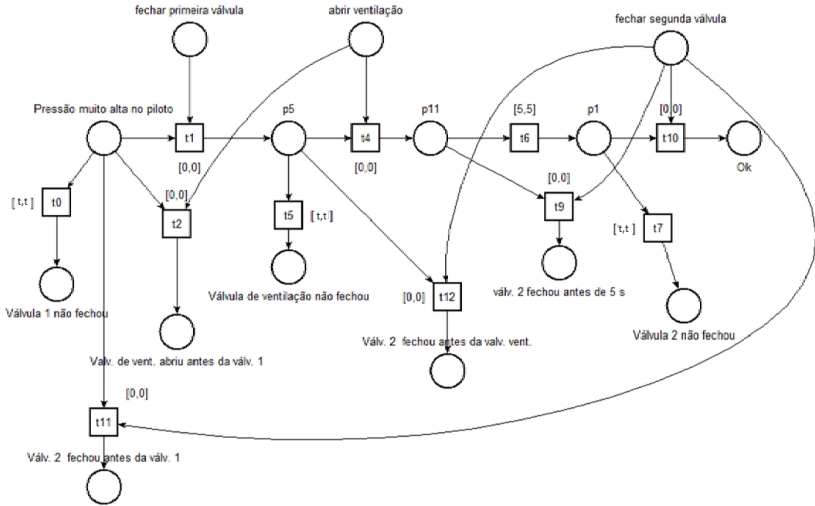 fechar primeira válvula
abrir ventilação
fechar segunda válvula
Pressão muito alta no piloto
p5
p11
[5,5]
p1
[0,0]
t1
t4
t6
t10
[0,0]
[0,0]
Ok
[t,t]
t0
[0,0]
t2
t5
[t,t]
[0,0]
t9
[t,t]
t7
Válvula 1 não fechou
Válvula de ventilação não fechou
[0,0]
t12
válv. 2 fechou antes de 5 s
Válvula 2 não fechou
Valv. de vent. abriu antes da válv. 1
Válv. 2 fechou antes da valv. vent.
[0,0]
t11
Válv. 2 fechou antes da válv. 1